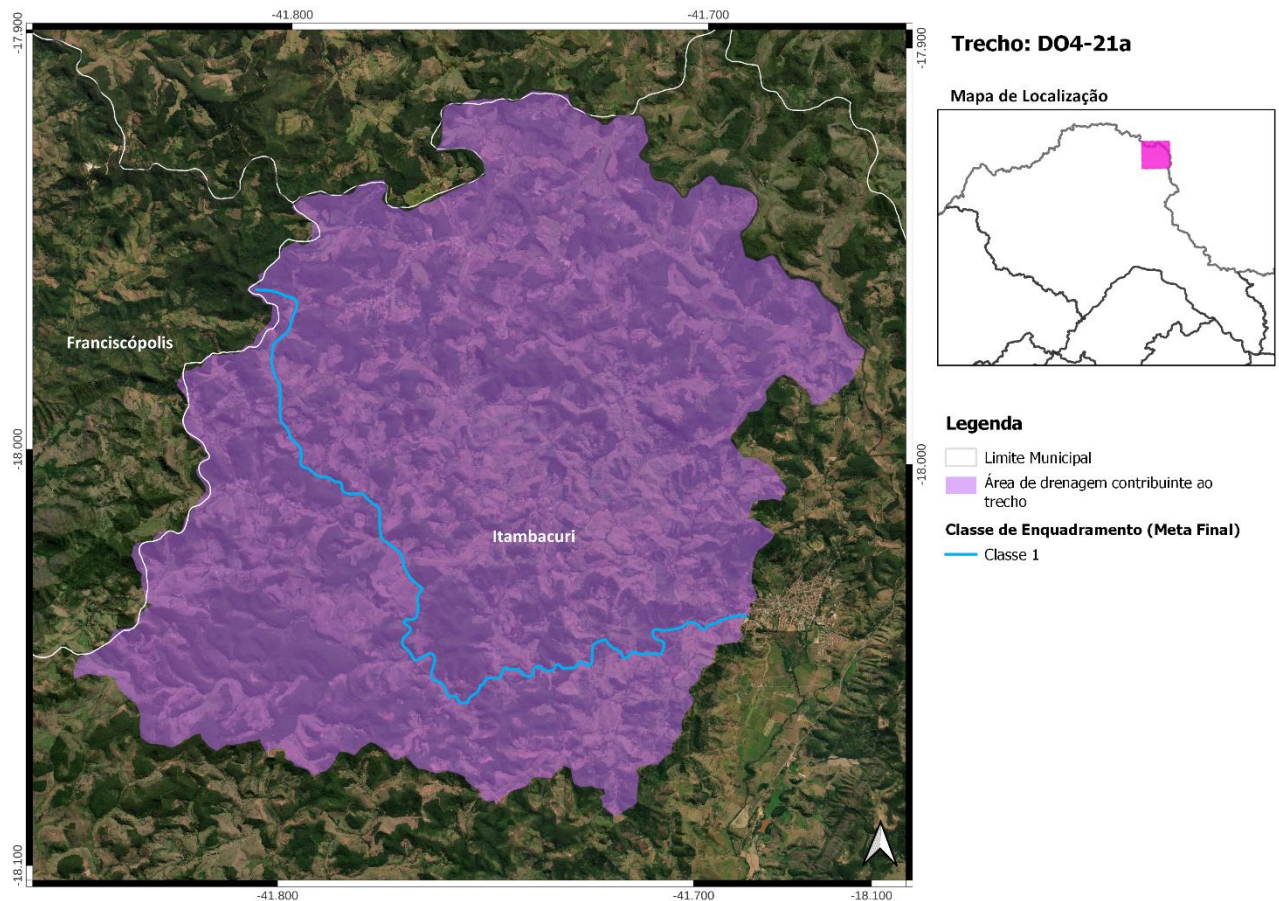 -41.800
-41.700
-17.900
-17.900
Trecho: DO4-21a
Mapa de Localização
Franciscópolis
-18.000
-18.000
Legenda
Limite Municipal
Área de drenagem contribuinte ao
trecho
Classe de Enquadramento (Meta Final)
Classe 1
Itambacuri
-18.100
-41.800
-41.700
-18.100